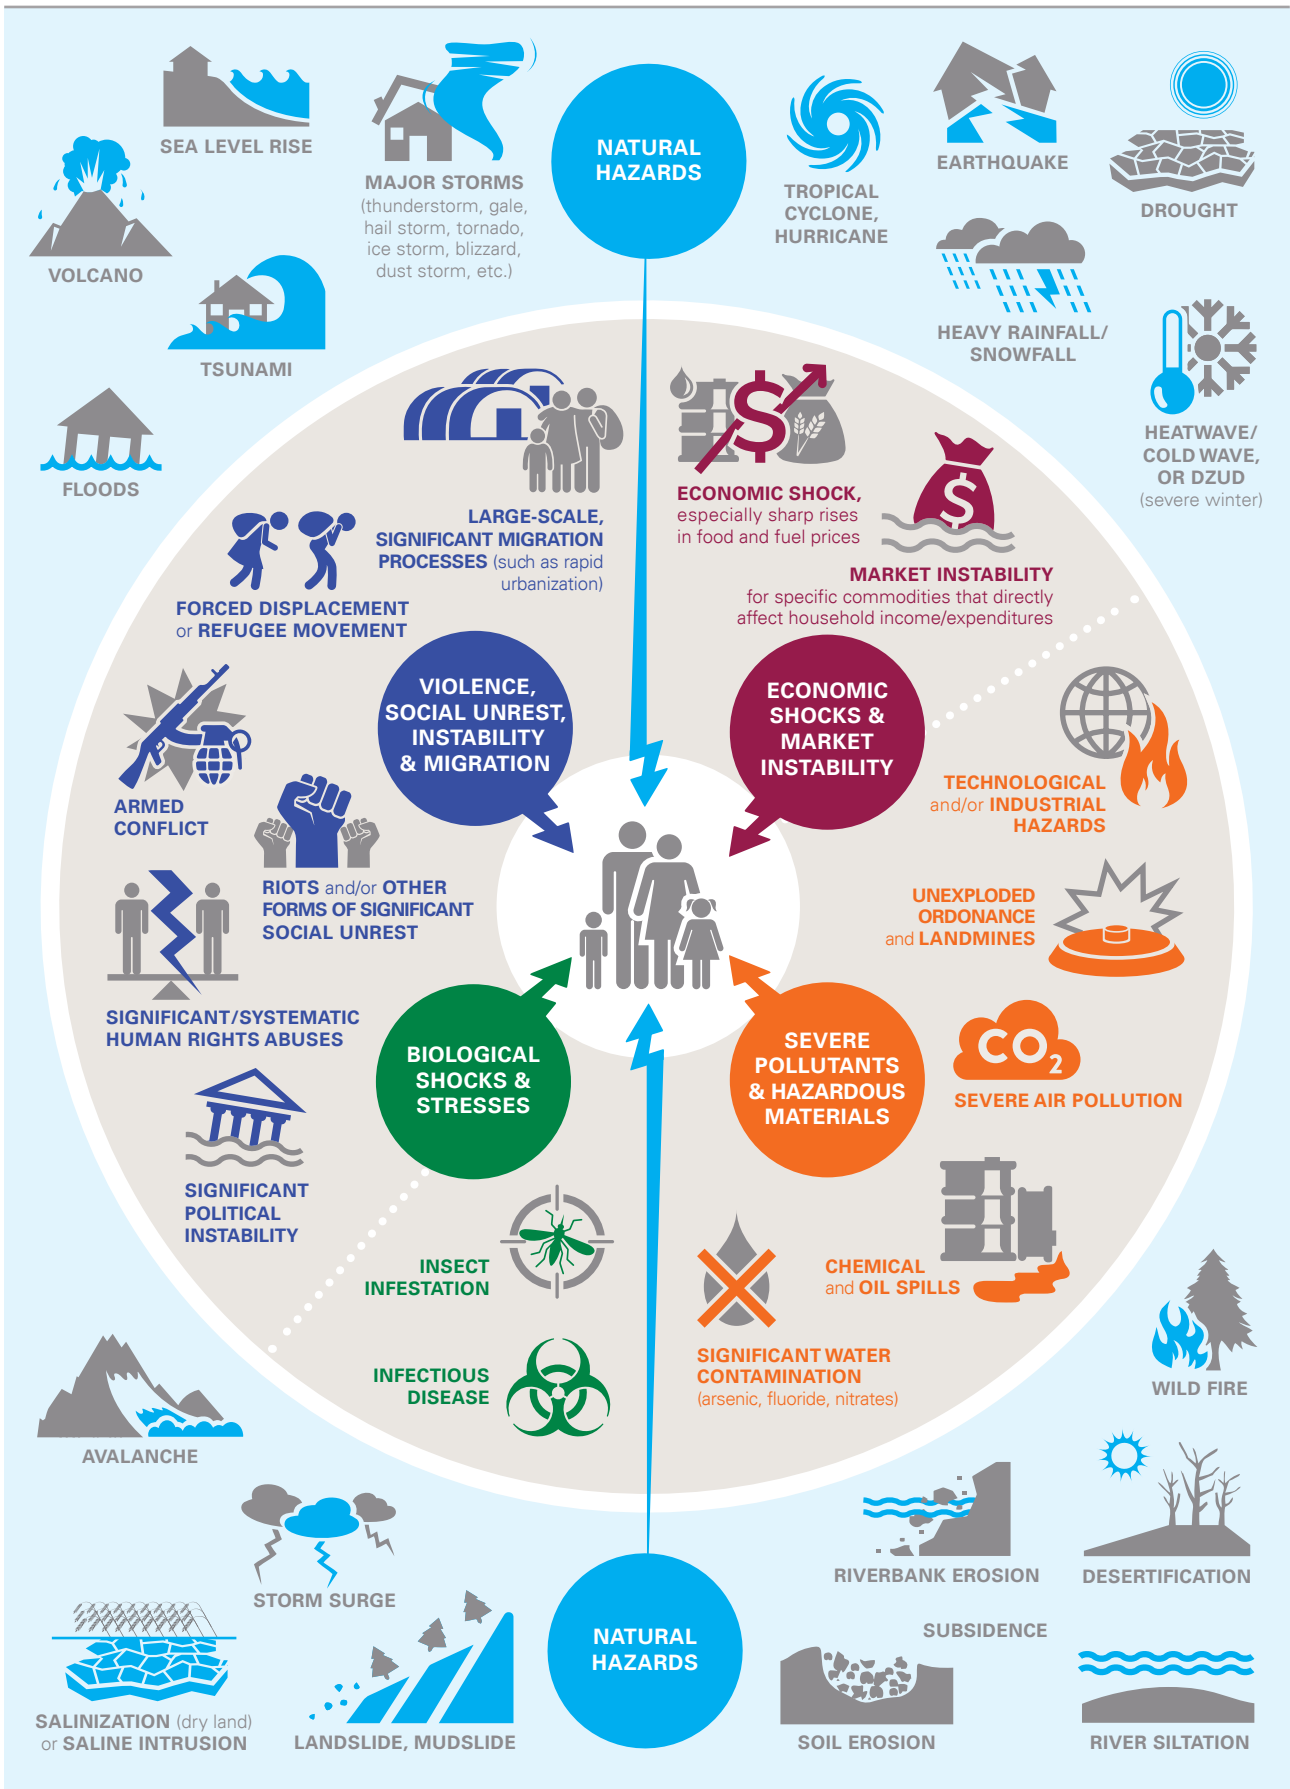 NATURAL
HAZARDS
SEA LEVEL RISE
MAJOR STORMS
(thunderstorm, gale,
hail storm, tornado,
ice storm, blizzard,
dust storm, etc.)
VOLCANO
TSUNAMI
FLOODS
TROPICAL
CYCLONE,
HURRICANE
EARTHQUAKE
DROUGHT
HEAVY RAINFALL/
SNOWFALL
HEATWAVE/
COLD WAVE,
OR DZUD
(severe winter)
LARGE-SCALE,
SIGNIFICANT MIGRATION
PROCESSES (such as rapid
urbanization)
FORCED DISPLACEMENT
or REFUGEE MOVEMENT
VIOLENCE,
SOCIAL UNREST,
INSTABILITY
& MIGRATION
ARMED
CONFLICT
RIOTS and/or OTHER
FORMS OF SIGNIFICANT
SOCIAL UNREST
SIGNIFICANT/SYSTEMATIC
HUMAN RIGHTS ABUSES
SIGNIFICANT
POLITICAL
INSTABILITY
$
ECONOMIC SHOCK,
especially sharp rises
in food and fuel prices
$
MARKET INSTABILITY
for specific commodities that directly
affect household income/expenditures
ECONOMIC
SHOCKS &
MARKET
INSTABILITY
TECHNOLOGICAL
and/or INDUSTRIAL
HAZARDS
UNEXPLODED
ORDONANCE
and LANDMINES
CO2
SEVERE AIR POLLUTION
SEVERE
POLLUTANTS
& HAZARDOUS
MATERIALS
CHEMICAL
and OIL SPILLS
SIGNIFICANT WATER
CONTAMINATION
(arsenic, fluoride, nitrates)
BIOLOGICAL
SHOCKS &
STRESSES
INSECT
INFESTATION
INFECTIOUS
DISEASE
WILD FIRE
AVALANCHE
STORM SURGE
RIVERBANK EROSION
DESERTIFICATION
SUBSIDENCE
NATURAL
HAZARDS
SALINIZATION (dry land)
or SALINE INTRUSION
LANDSLIDE, MUDSLIDE
SOIL EROSION
RIVER SILTATION